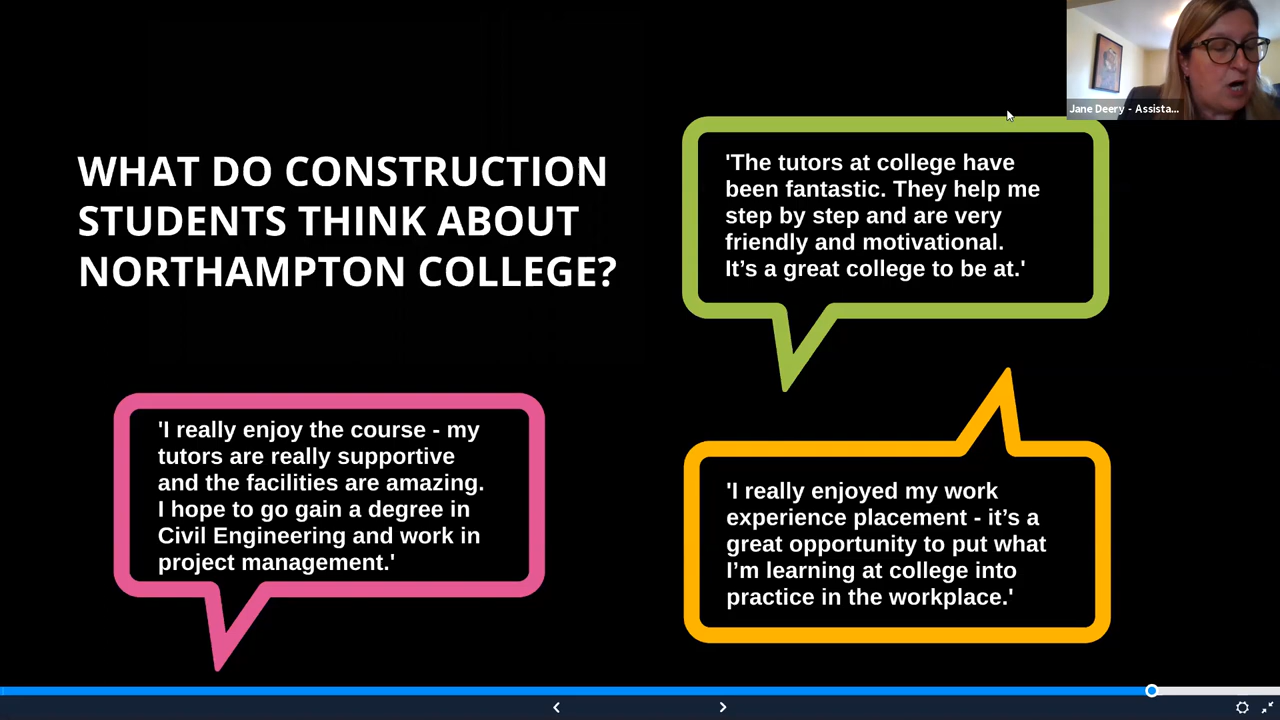 Jane Deery - Assista...
WHAT DO CONSTRUCTION
STUDENTS THINK ABOUT
NORTHAMPTON COLLEGE?
'The tutors at college have
been fantastic. They help me
step by step and are very
friendly and motivational.
It’s a great college to be at.'
'I really enjoy the course - my
tutors are really supportive
and the facilities are amazing.
I hope to go gain a degree in
Civil Engineering and work in
project management.'
'I really enjoyed my work
experience placement - it’s a
great opportunity to put what
I’m learning at college into
practice in the workplace.'